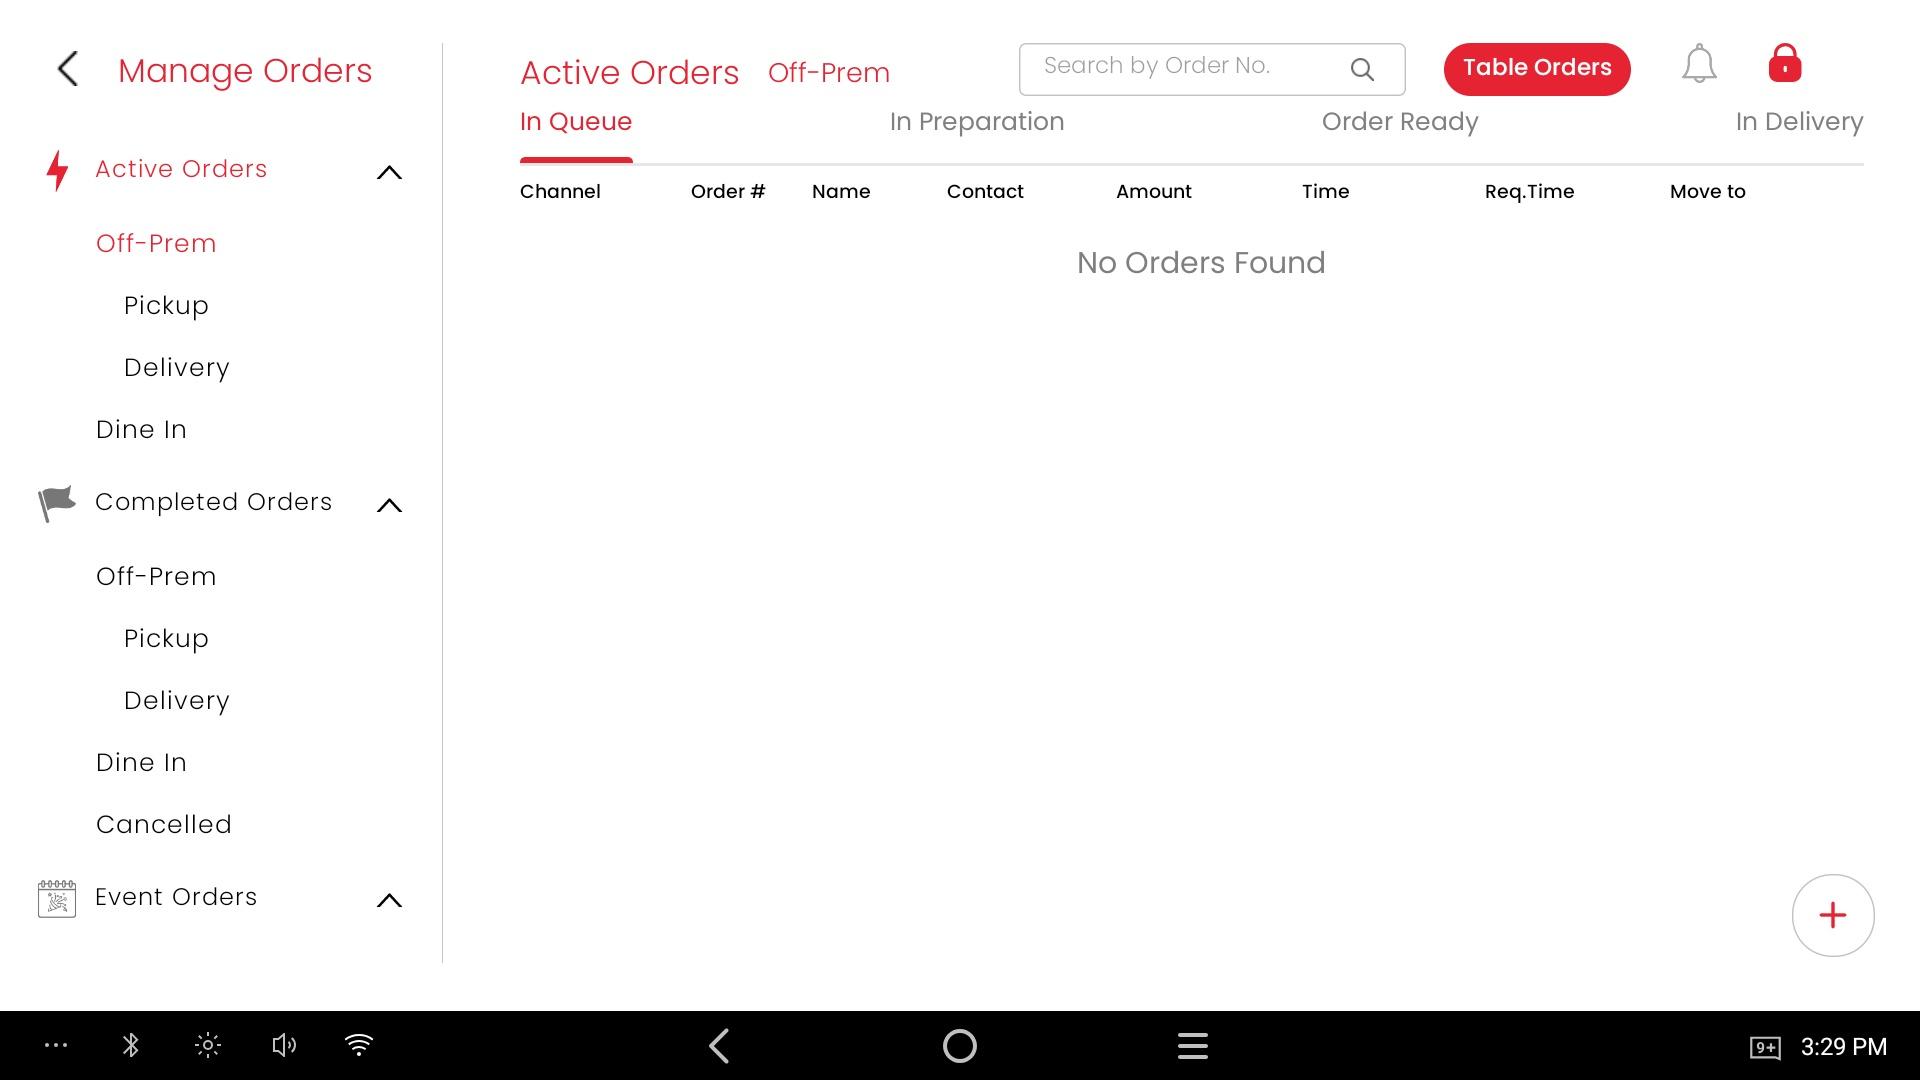 Manage Orders
Active Orders
Off-Prem
Pickup
Delivery
Dine In
Completed Orders
Off-Prem
Pickup
Delivery
Dine In
Cancelled
Event Orders
Active Orders Off-Prem
Search by Order No.
Table Orders
In Queue In Preparation Order Ready In Delivery
Channel Order # Name Contact Amount Time Req.Time Move to
No Orders Found
9+ 3:29 PM